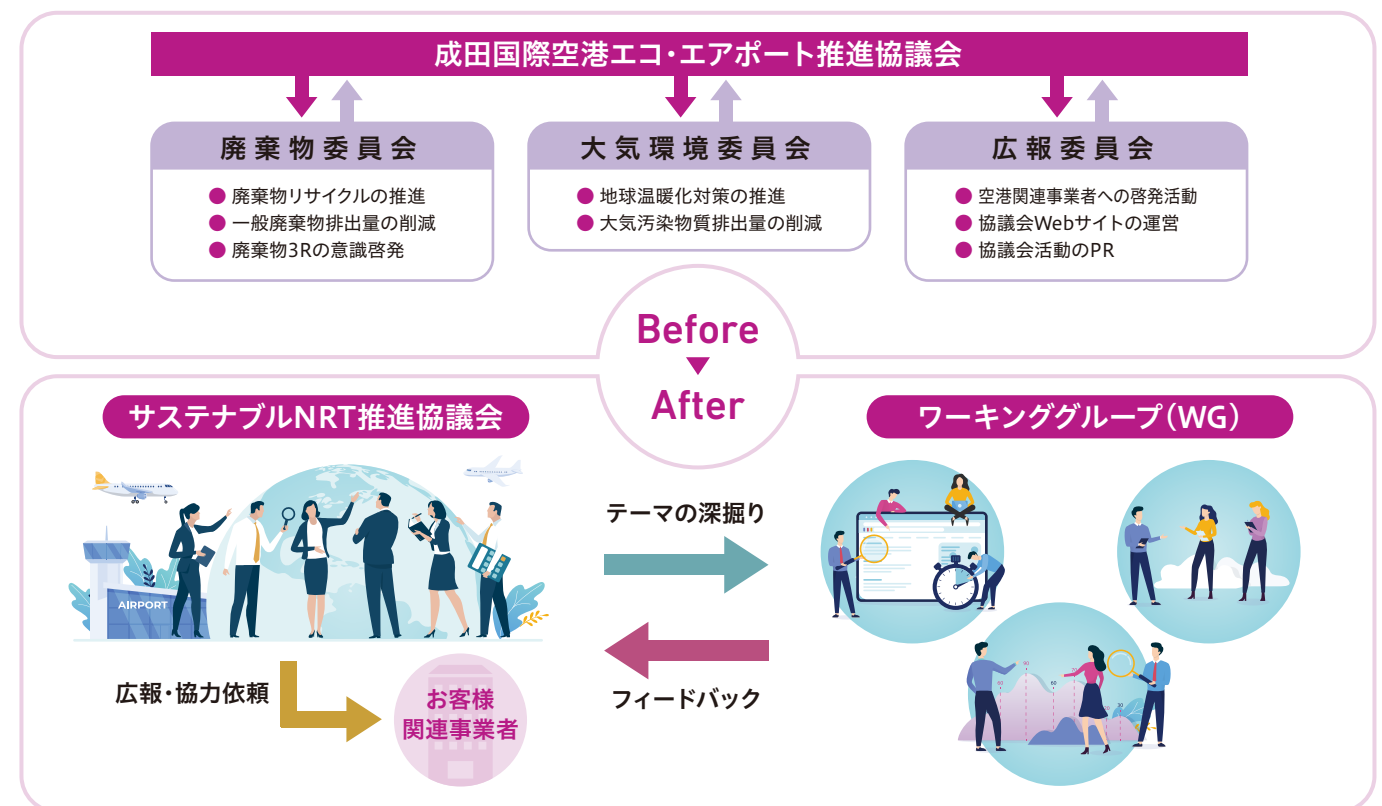 成田国際空港エコ・エアポート推進協議会
廃棄物委員会
廃棄物リサイクルの推進
一般廃棄物排出量の削減
廃棄物3Rの意識啓発
大気環境委員会
地球温暖化対策の推進
大気汚染物質排出量の削減
広報委員会
空港関連事業者への啓発活動
協議会Webサイトの運営
協議会活動のPR
Before
After
サステナブルNRT推進協議会
AIRPORT
広報・協力依頼
お客様
関連事業者
テーマの深掘り
フィードバック
ワーキンググループ(WG)